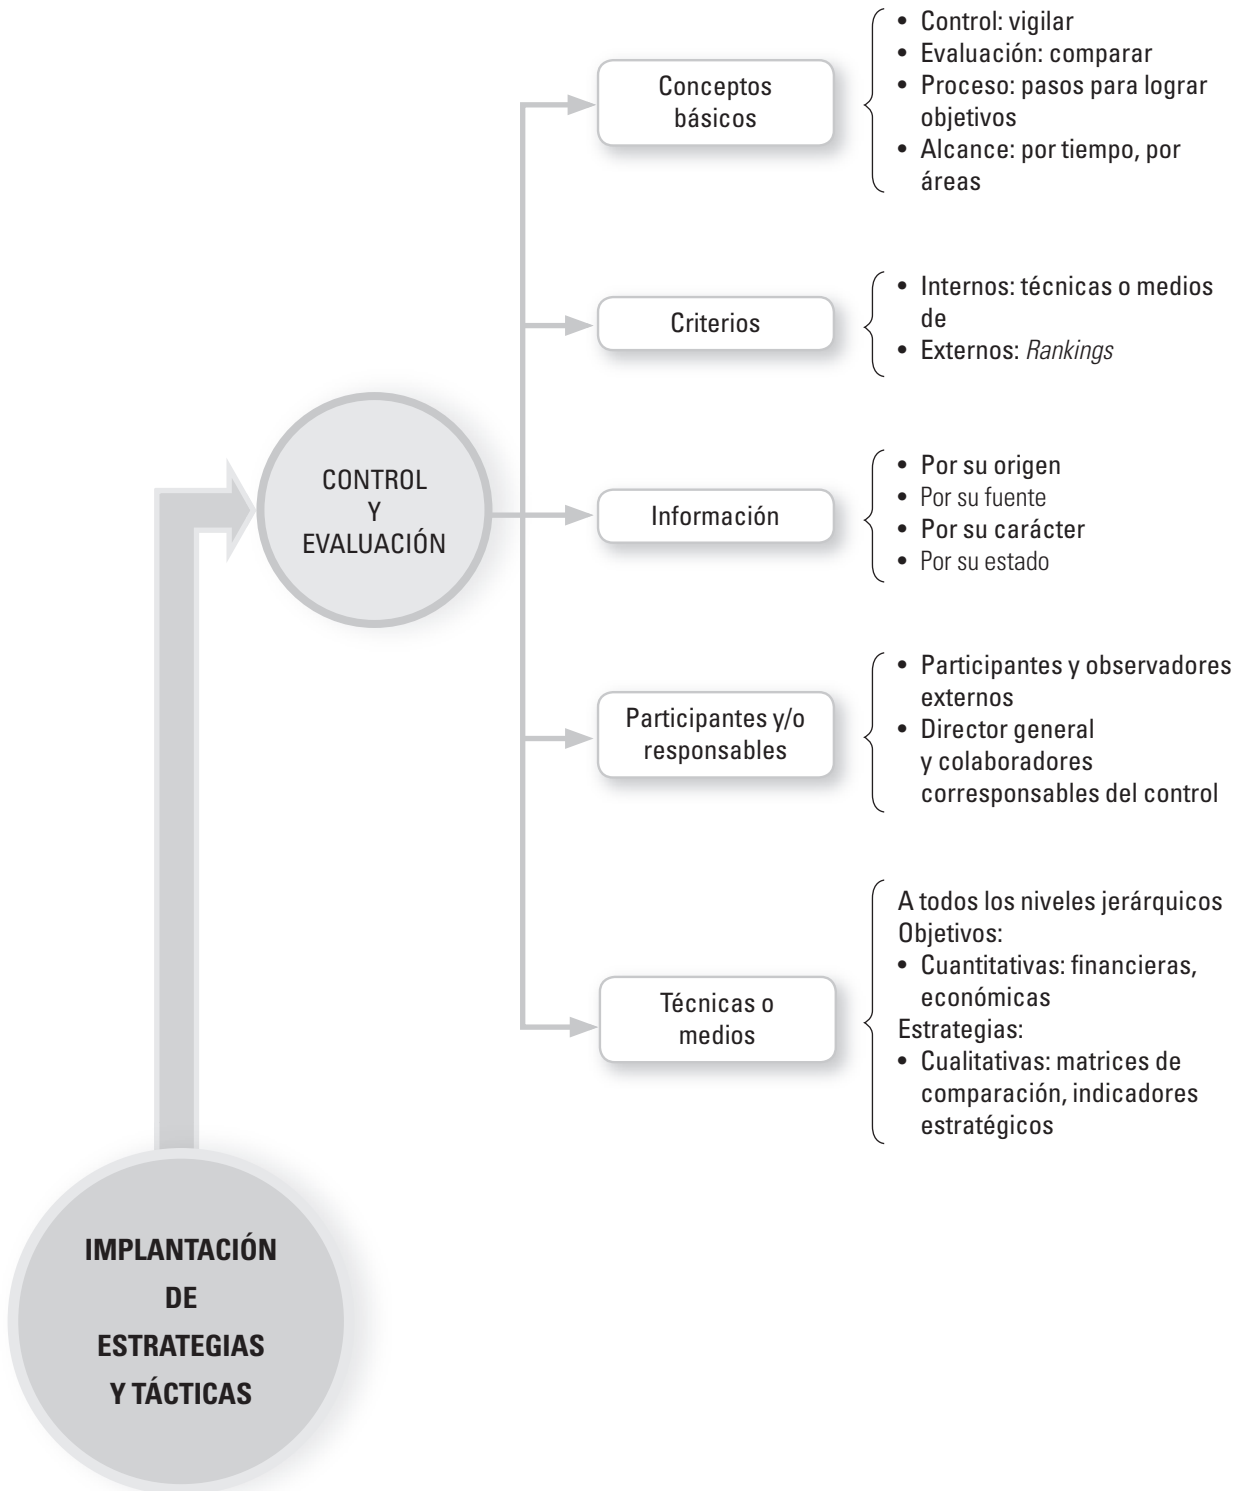 Conceptos
básicos
• Control: vigilar
• Evaluación: comparar
• Proceso: pasos para lograr
objetivos
• Alcance: por tiempo, por
áreas
Criterios
• Internos: técnicas o medios
de
• Externos: Rankings
CONTROL
Y
EVALUACIÓN
Información
• Por su origen
• Por su fuente
• Por su carácter
• Por su estado
Participantes y/o
responsables
• Participantes y observadores
externos
• Director general
y colaboradores
corresponsables del control
Técnicas o
medios
A todos los niveles jerárquicos
Objetivos:
• Cuantitativas: financieras,
económicas
Estrategias:
• Cualitativas: matrices de
comparación, indicadores
estratégicos
IMPLANTACIÓN
DE
ESTRATEGIAS
Y TÁCTICAS